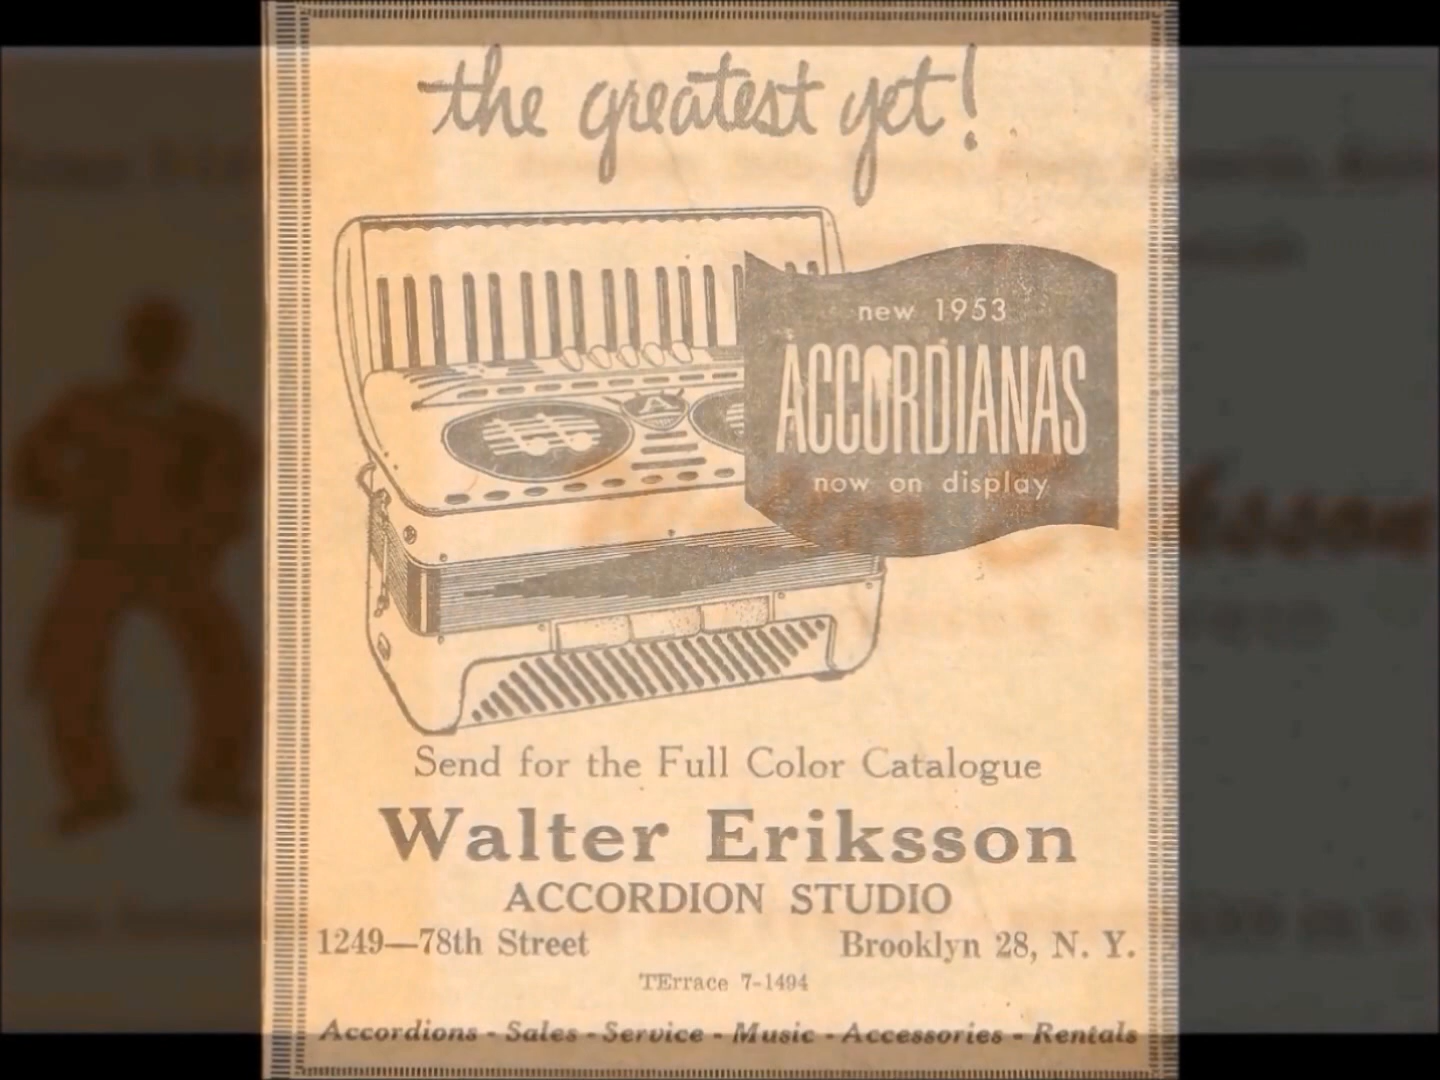 the greatest yet!
new 1953
ACCORDIANAS
now on display
A
Send for the Full Color Catalogue
Walter Eriksson
ACCORDION STUDIO
1249—78th Street Brooklyn 28, N. Y.
TErrace 7-1494
Accordions - Sales - Service - Music - Accessories - Rentals